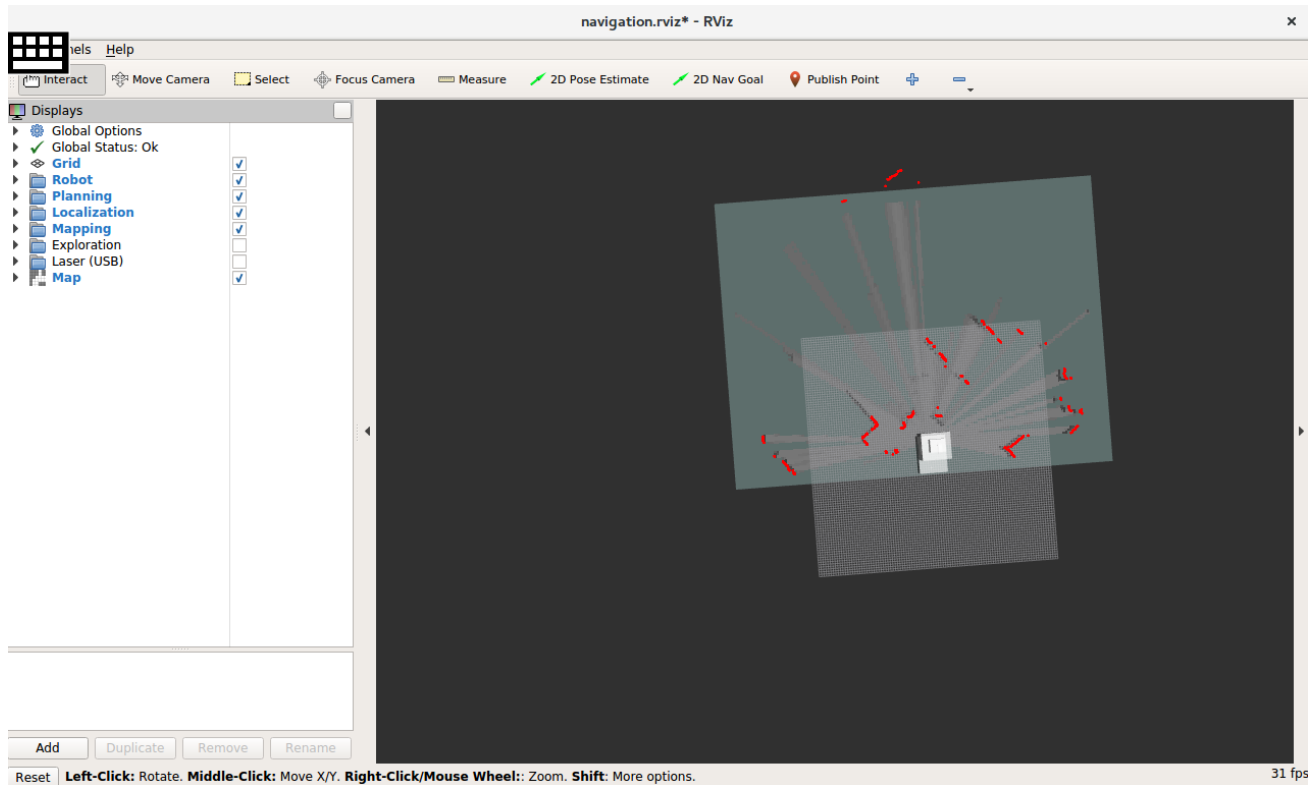 navigation.rviz* - RViz
Help
Interact Move Camera Select Focus Camera Measure 2D Pose Estimate 2D Nav Goal Publish Point
Displays
Global Options
Global Status: Ok
Grid
Robot
Planning
Localization
Mapping
Exploration
Laser (USB)
Map
Add Duplicate Remove Rename
Reset Left-Click: Rotate. Middle-Click: Move X/Y. Right-Click/Mouse Wheel:: Zoom. Shift: More options. 31 fps